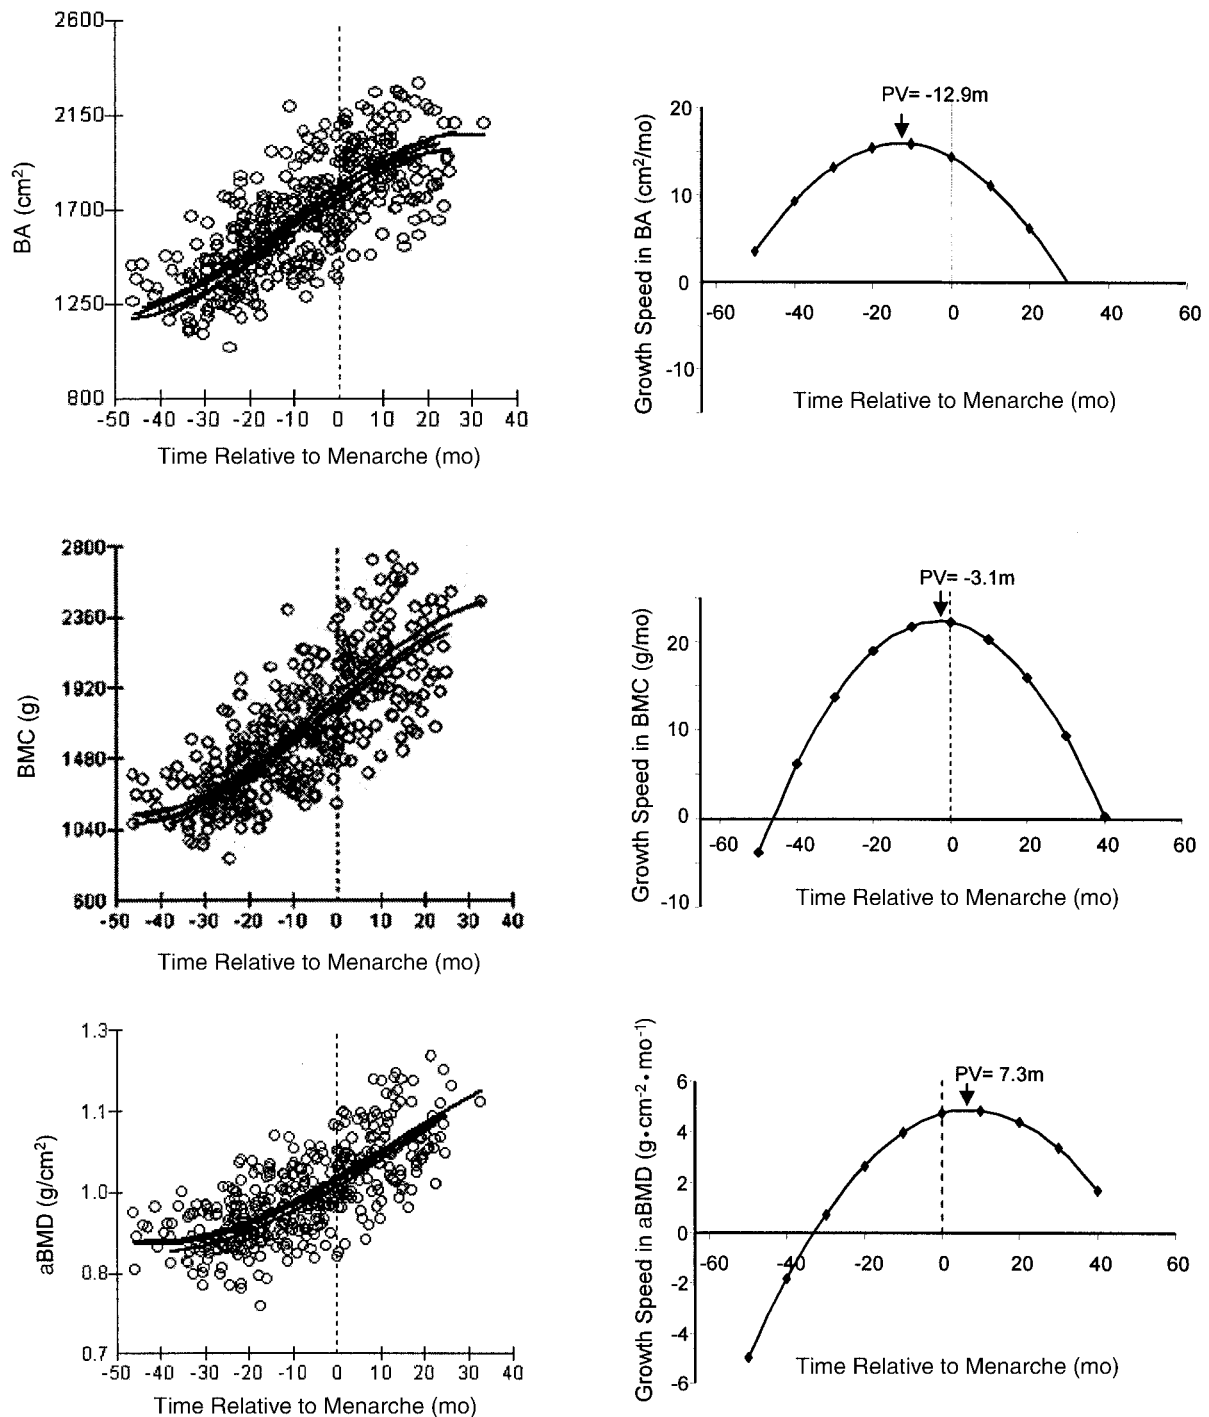 2600
2150
1700
1250
800
BA (cm²)
-50 -40 -30 -20 -10 0 10 20 30 40
Time Relative to Menarche (mo)
PV= -12.9m
20
10
0
-10
Growth Speed in BA (cm²/mo)
-60 -40 -20 0 20 40 60
Time Relative to Menarche (mo)
2800
2360
1920
1480
1040
600
BMC (g)
-50 -40 -30 -20 -10 0 10 20 30 40
Time Relative to Menarche (mo)
PV= -3.1m
20
10
0
-10
Growth Speed in BMC (g/mo)
-60 -40 -20 0 20 40 60
Time Relative to Menarche (mo)
1.3
1.1
1.0
0.8
0.7
aBMD (g/cm²)
-50 -40 -30 -20 -10 0 10 20 30 40
Time Relative to Menarche (mo)
PV= 7.3m
6
4
2
0
-2
-4
-6
Growth Speed in aBMD (g•cm⁻²•mo⁻¹)
-60 -40 -20 0 20 40 60
Time Relative to Menarche (mo)